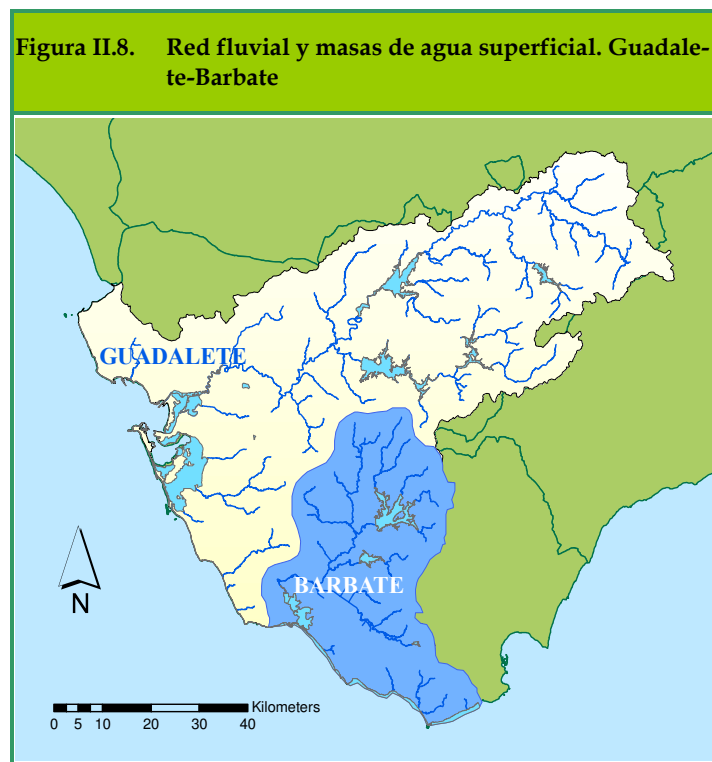 Figura II.8. Red fluvial y masas de agua superficial. Guadale-
te-Barbate
GUADALETE
BARBATE
N
Kilometers
0 5 10 20 30 40